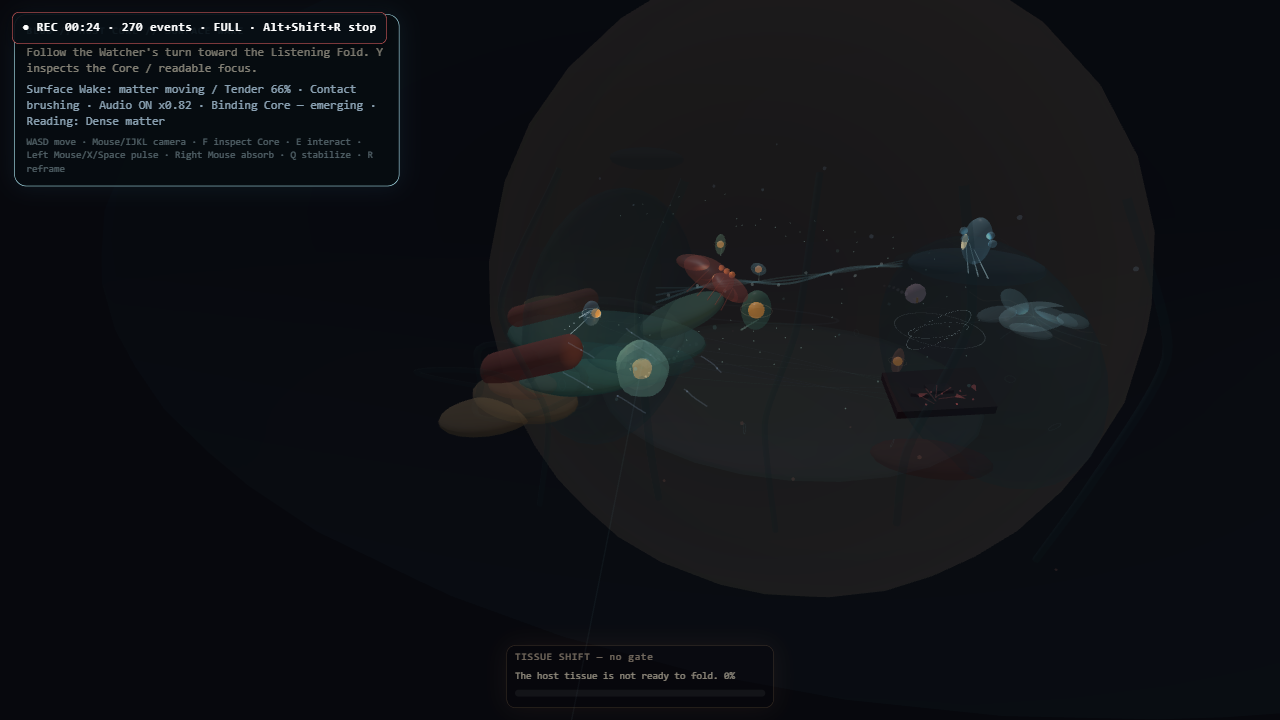 ● REC 00:24 · 270 events · FULL · Alt+Shift+R stop
Follow the Watcher's turn toward the Listening Fold. Y
inspects the Core / readable focus.
Surface Wake: matter moving / Tender 66% · Contact
brushing · Audio ON x0.82 · Binding Core — emerging ·
Reading: Dense matter
WASD move · Mouse/IJKL camera · F inspect Core · E interact ·
Left Mouse/X/Space pulse · Right Mouse absorb · Q stabilize · R
reframe
TISSUE SHIFT — no gate
The host tissue is not ready to fold. 0%